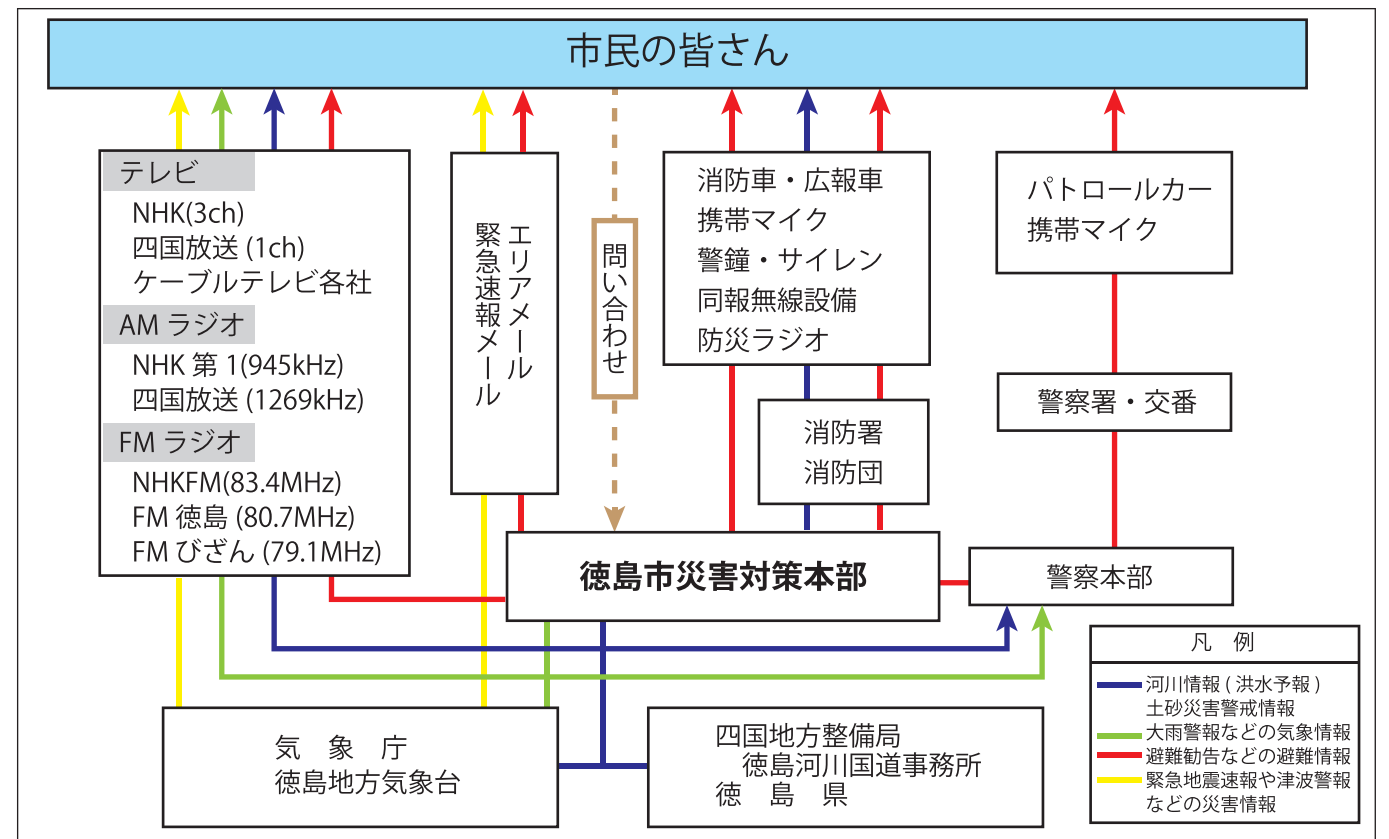 市民の皆さん
テレビ
NHK(3ch)
四国放送 (1ch)
ケーブルテレビ各社
AM ラジオ
NHK 第 1(945kHz)
四国放送 (1269kHz)
FM ラジオ
NHKFM(83.4MHz)
FM 徳島 (80.7MHz)
FM びざん (79.1MHz)
エリアメール
緊急速報メール
問い合わせ
消防車・広報車
携帯マイク
警鐘・サイレン
同報無線設備
防災ラジオ
消防署
消防団
パトロールカー
携帯マイク
警察署・交番
徳島市災害対策本部
警察本部
気　象　庁
徳島地方気象台
四国地方整備局
徳島河川国道事務所
徳　島　県
凡　例
河川情報 ( 洪水予報 )
土砂災害警戒情報
大雨警報などの気象情報
避難勧告などの避難情報
緊急地震速報や津波警報
などの災害情報